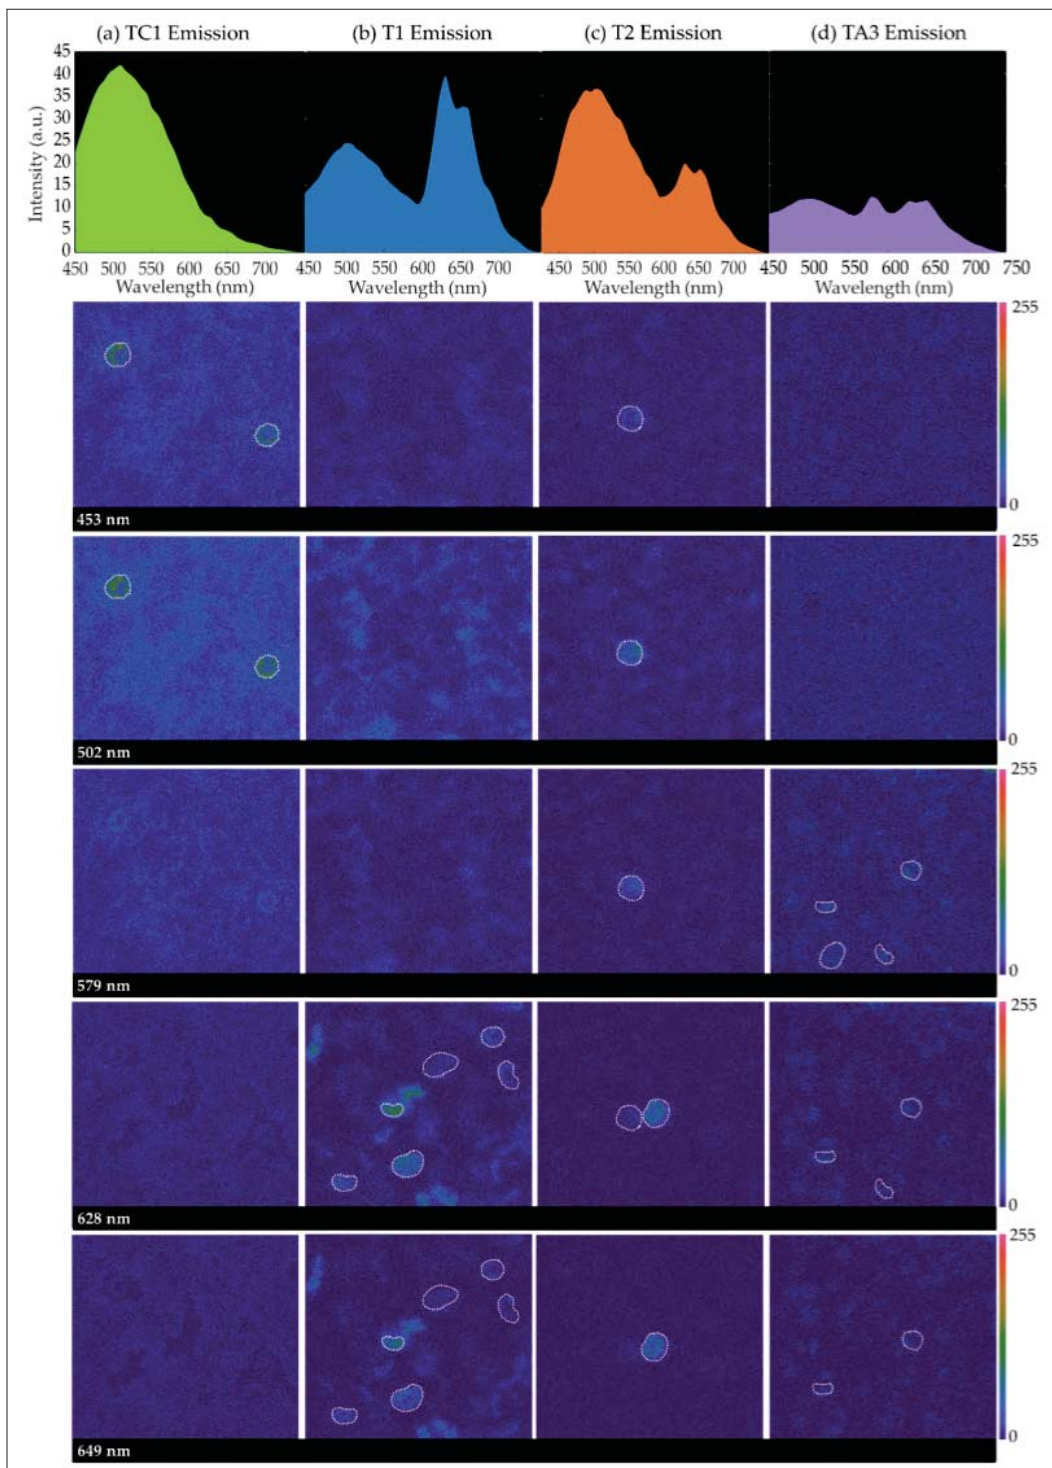 (a) TC1 Emission (b) T1 Emission (c) T2 Emission (d) TA3 Emission
45
40
35
30
25
20
15
10
5
0
Intensity (a.u.)
450 500 550 600 650 700 450 500 550 600 650 700 450 500 550 600 650 700 450 500 550 600 650 700 750
Wavelength (nm) Wavelength (nm) Wavelength (nm) Wavelength (nm)
255
0
453 nm
255
0
502 nm
255
0
579 nm
255
0
628 nm
255
0
649 nm